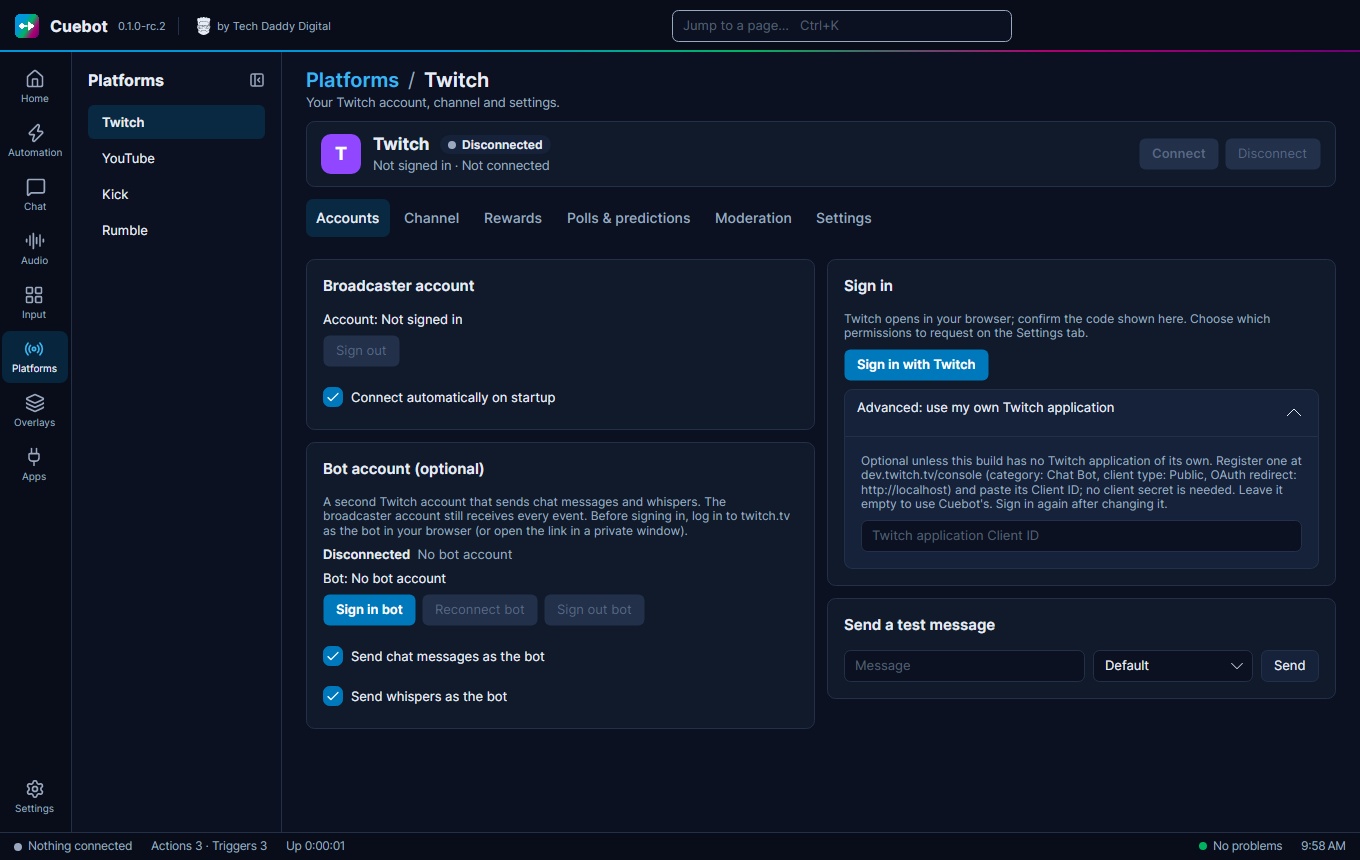 Cuebot 0.1.0-rc.2 by Tech Daddy Digital
Jump to a page... Ctrl+K
Home
Automation
Chat
Audio
Input
Platforms
Overlays
Apps
Settings
Platforms
Twitch
YouTube
Kick
Rumble
Platforms / Twitch
Your Twitch account, channel and settings.
T
Twitch Disconnected
Not signed in · Not connected
Connect Disconnect
Accounts Channel Rewards Polls & predictions Moderation Settings
Broadcaster account
Account: Not signed in
Sign out
Connect automatically on startup
Bot account (optional)
A second Twitch account that sends chat messages and whispers. The
broadcaster account still receives every event. Before signing in, log in to twitch.tv
as the bot in your browser (or open the link in a private window).
Disconnected No bot account
Bot: No bot account
Sign in bot Reconnect bot Sign out bot
Send chat messages as the bot
Send whispers as the bot
Sign in
Twitch opens in your browser; confirm the code shown here. Choose which
permissions to request on the Settings tab.
Sign in with Twitch
Advanced: use my own Twitch application
Optional unless this build has no Twitch application of its own. Register one at
dev.twitch.tv/console (category: Chat Bot, client type: Public, OAuth redirect:
http://localhost) and paste its Client ID; no client secret is needed. Leave it
empty to use Cuebot's. Sign in again after changing it.
Twitch application Client ID
Send a test message
Message Default Send
Nothing connected Actions 3 · Triggers 3 Up 0:00:01
No problems 9:58 AM